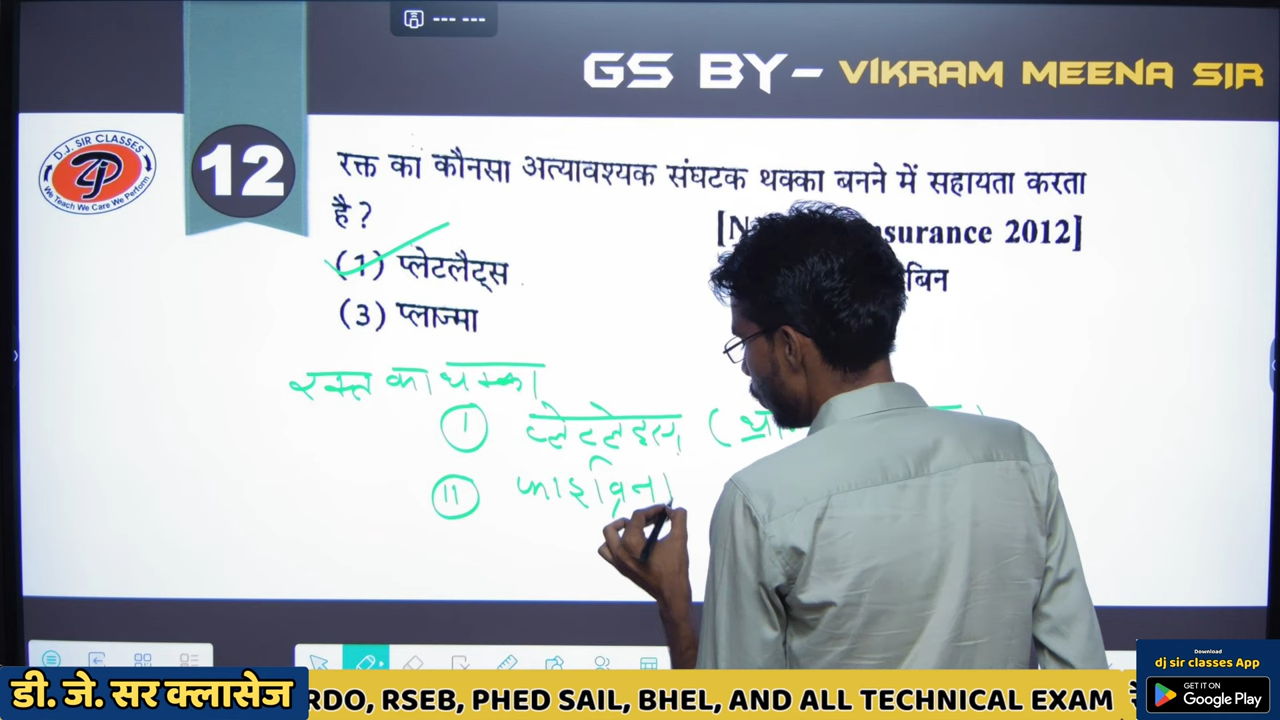 GS BY- VIKRAM MEENA SIR
D.J. SIR CLASSES
We Teach We Care We Perform
12
रक्त का कौनसा अत्यावश्यक संघटक थक्का बनने में सहायता करता
है ?
surance 2012]
(1) प्लेटलैट्स
(3) प्लाज्मा
रक्त का थक्का
I प्लेटलेट्स
II फाइब्रिन
डी. जे. सर क्लासेज
RDO, RSEB, PHED SAIL, BHEL, AND ALL TECHNICAL EXAM
Download
dj sir classes App
GET IT ON
Google Play